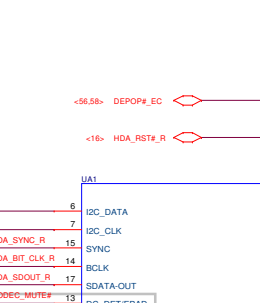 <56,58> DEPOP#_EC
<16> HDA_RST#_R
UA1
6 I2C_DATA
7 I2C_CLK
DA_SYNC_R 15 SYNC
DA_BIT_CLK_R 14 BCLK
DA_SDOUT_R 17 SDATA-OUT
ODEC_MUTE# 13